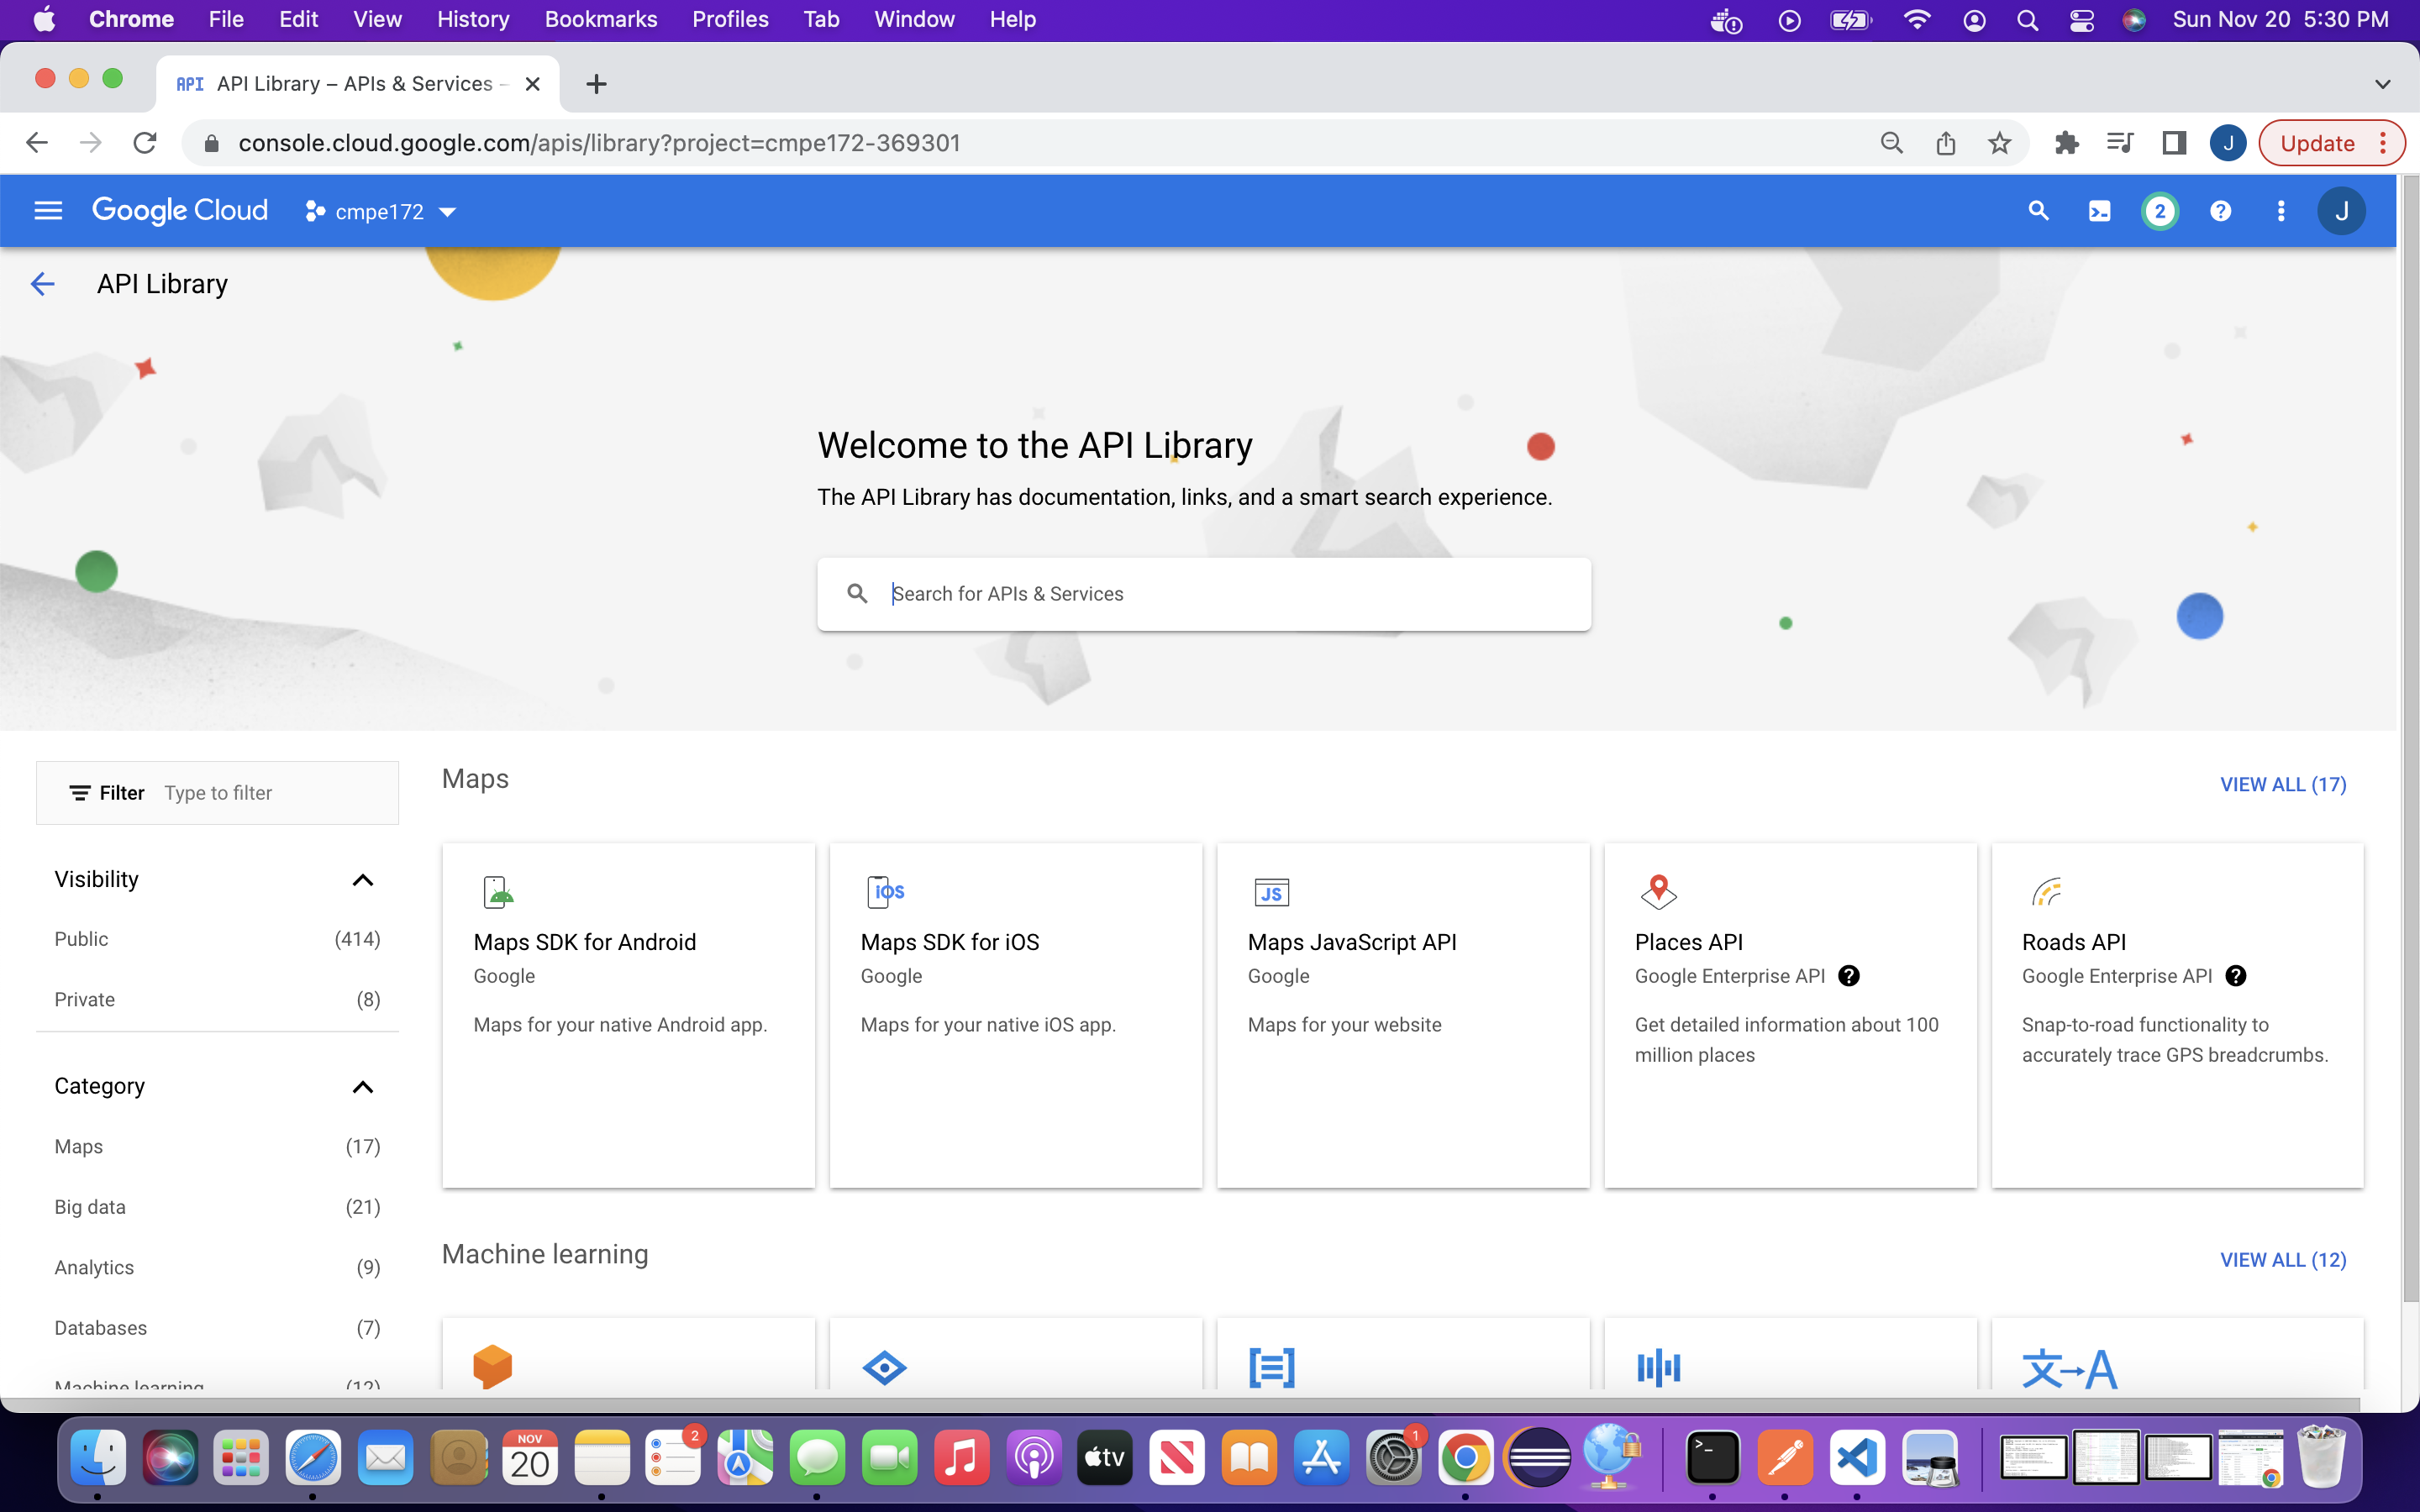 Chrome File Edit View History Bookmarks Profiles Tab Window Help Sun Nov 20 5:30 PM
API API Library – APIs & Services –
console.cloud.google.com/apis/library?project=cmpe172-369301 J Update
Google Cloud cmpe172 2 J
API Library
Welcome to the API Library
The API Library has documentation, links, and a smart search experience.
Search for APIs & Services
Filter Type to filter
Visibility
Public (414)
Private (8)
Category
Maps (17)
Big data (21)
Analytics (9)
Databases (7)
Machine learning (12)
Maps VIEW ALL (17)
Maps SDK for Android
Google
Maps for your native Android app.
iOS
Maps SDK for iOS
Google
Maps for your native iOS app.
JS
Maps JavaScript API
Google
Maps for your website
Places API
Google Enterprise API
Get detailed information about 100
million places
Roads API
Google Enterprise API
Snap-to-road functionality to
accurately trace GPS breadcrumbs.
Machine learning VIEW ALL (12)
文→A
NOV
20
2
tv
1